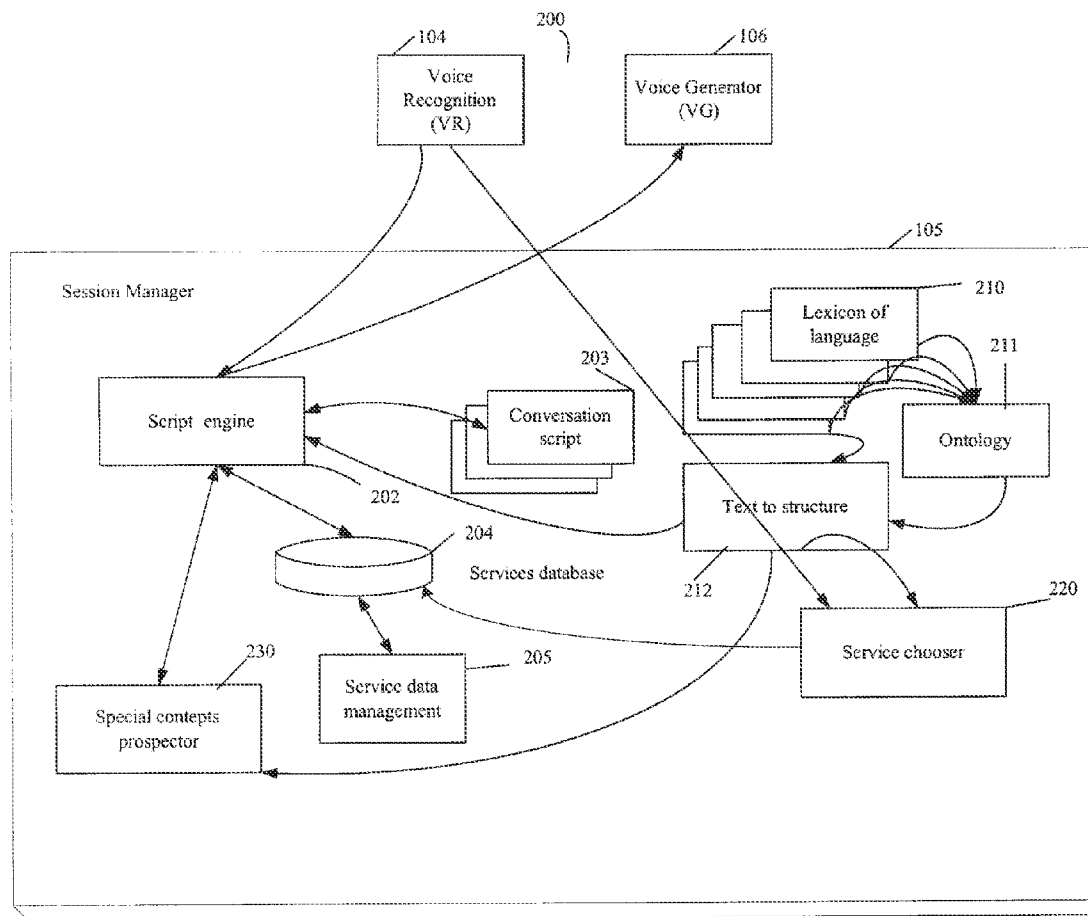 104
200
106
Voice
Recognition
(VR)
Voice Generator
(VG)
105
Session Manager
210
Lexicon of
language
211
203
Script engine
Conversation
script
Ontology
202
Text to structure
204
Services database
212
220
230
205
Service chooser
Special contepts
prospector
Service data
management